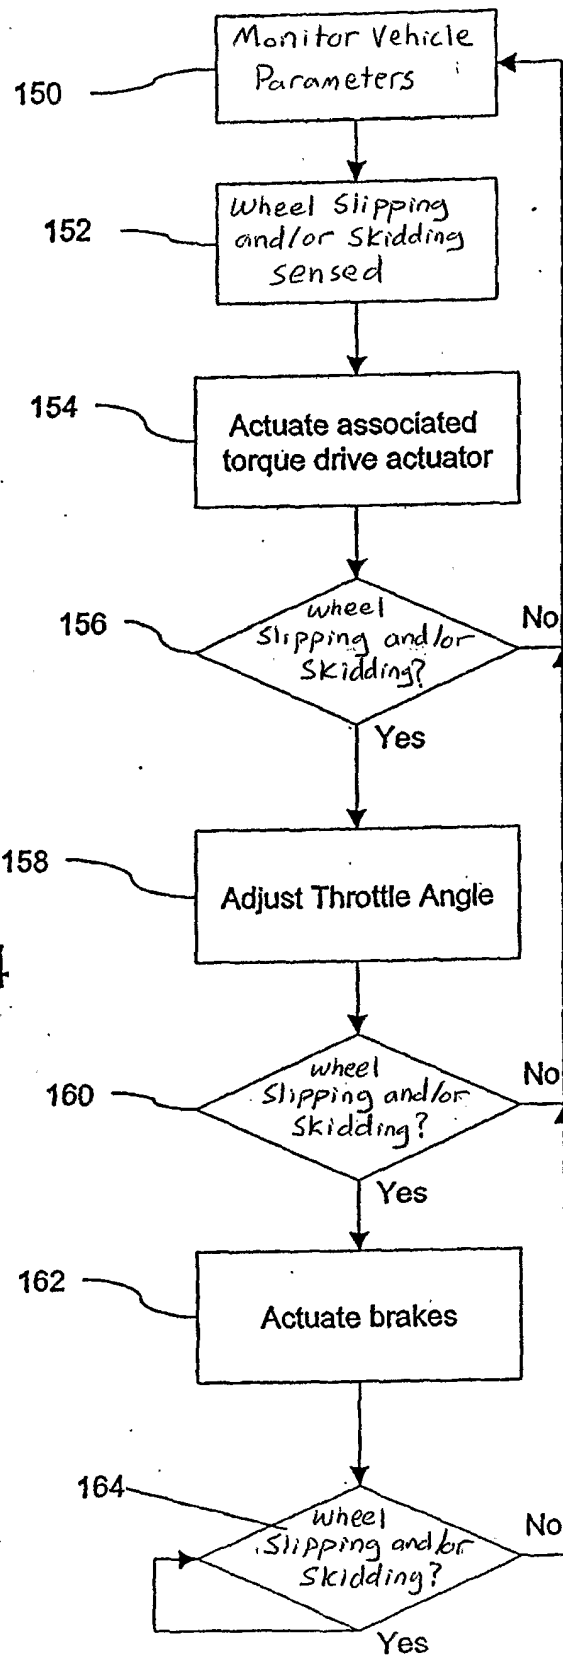 Monitor Vehicle
Parameters
150
Wheel Slipping
and/or Skidding
sensed
152
154
Actuate associated
torque drive actuator
156
wheel
Slipping and/or
Skidding?
No
Yes
158
Adjust Throttle Angle
4
160
wheel
Slipping and/or
Skidding?
No
Yes
162
Actuate brakes
164
wheel
Slipping and/or
Skidding?
No
Yes